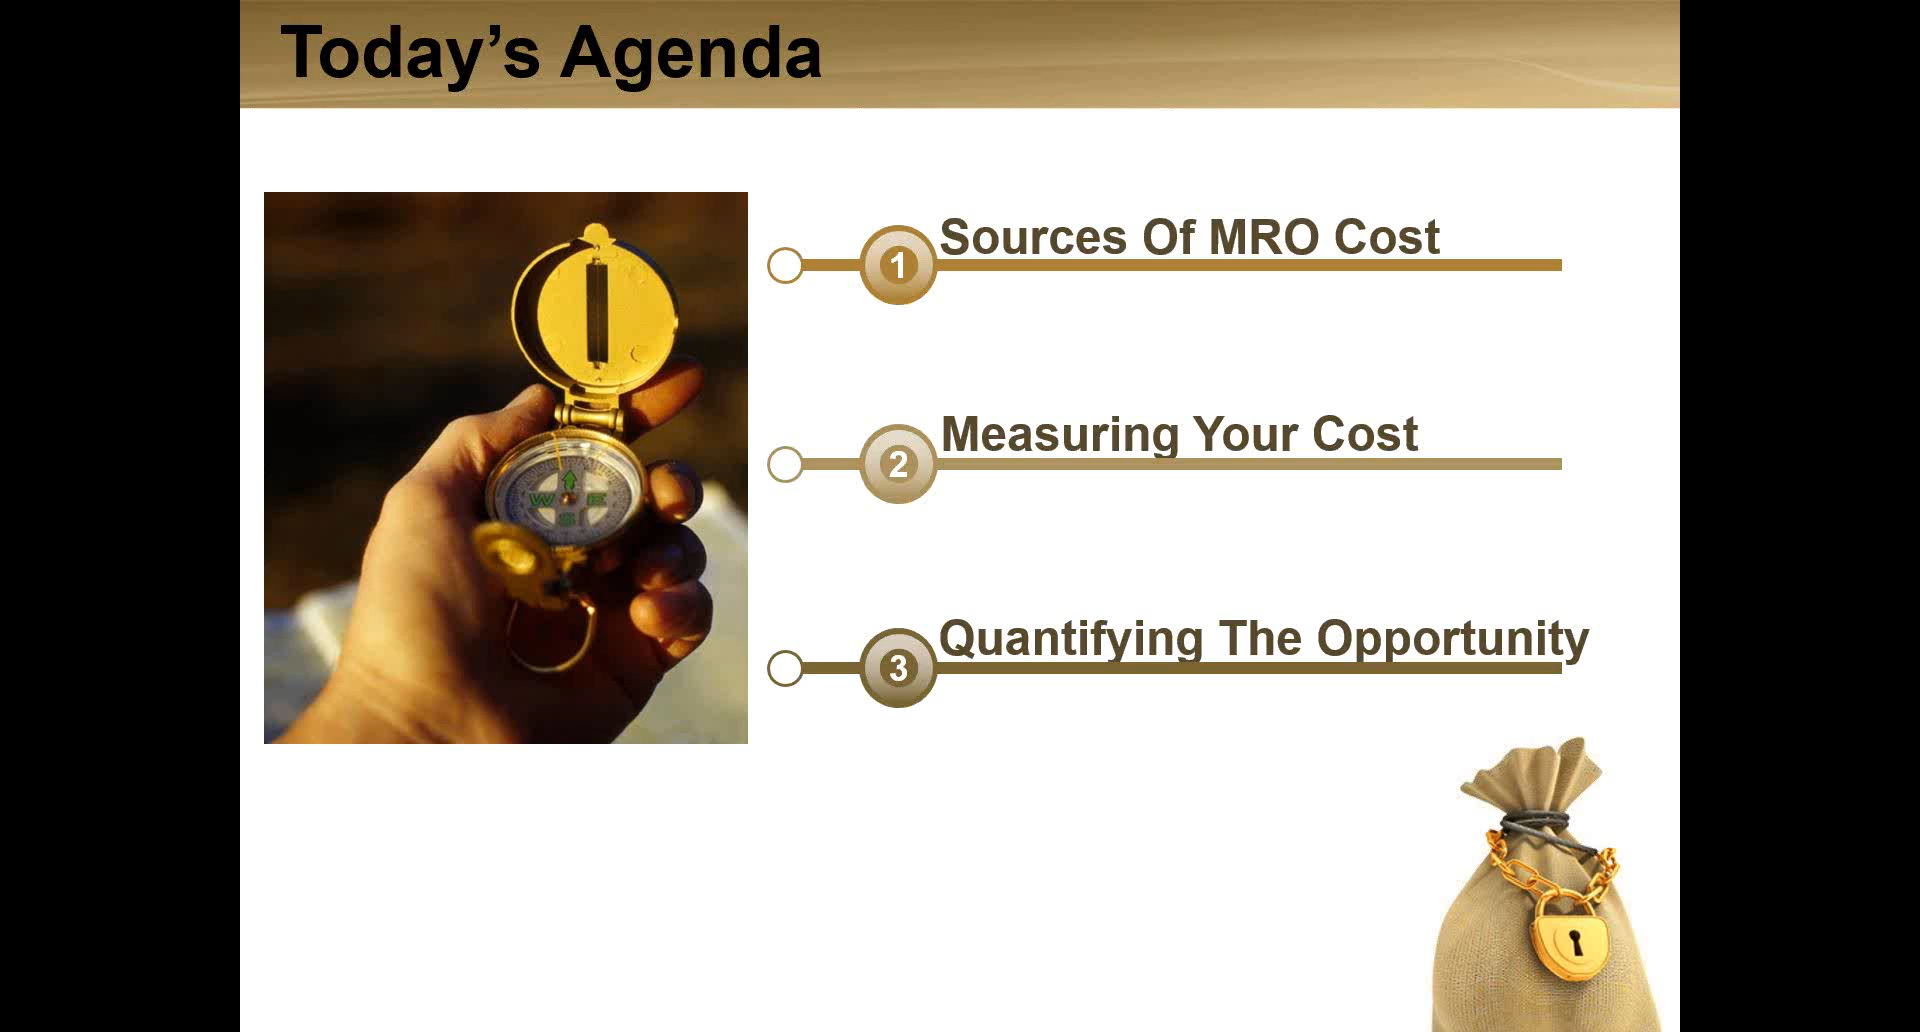 Today’s Agenda
1
Sources Of MRO Cost
2
Measuring Your Cost
3
Quantifying The Opportunity
W E
S